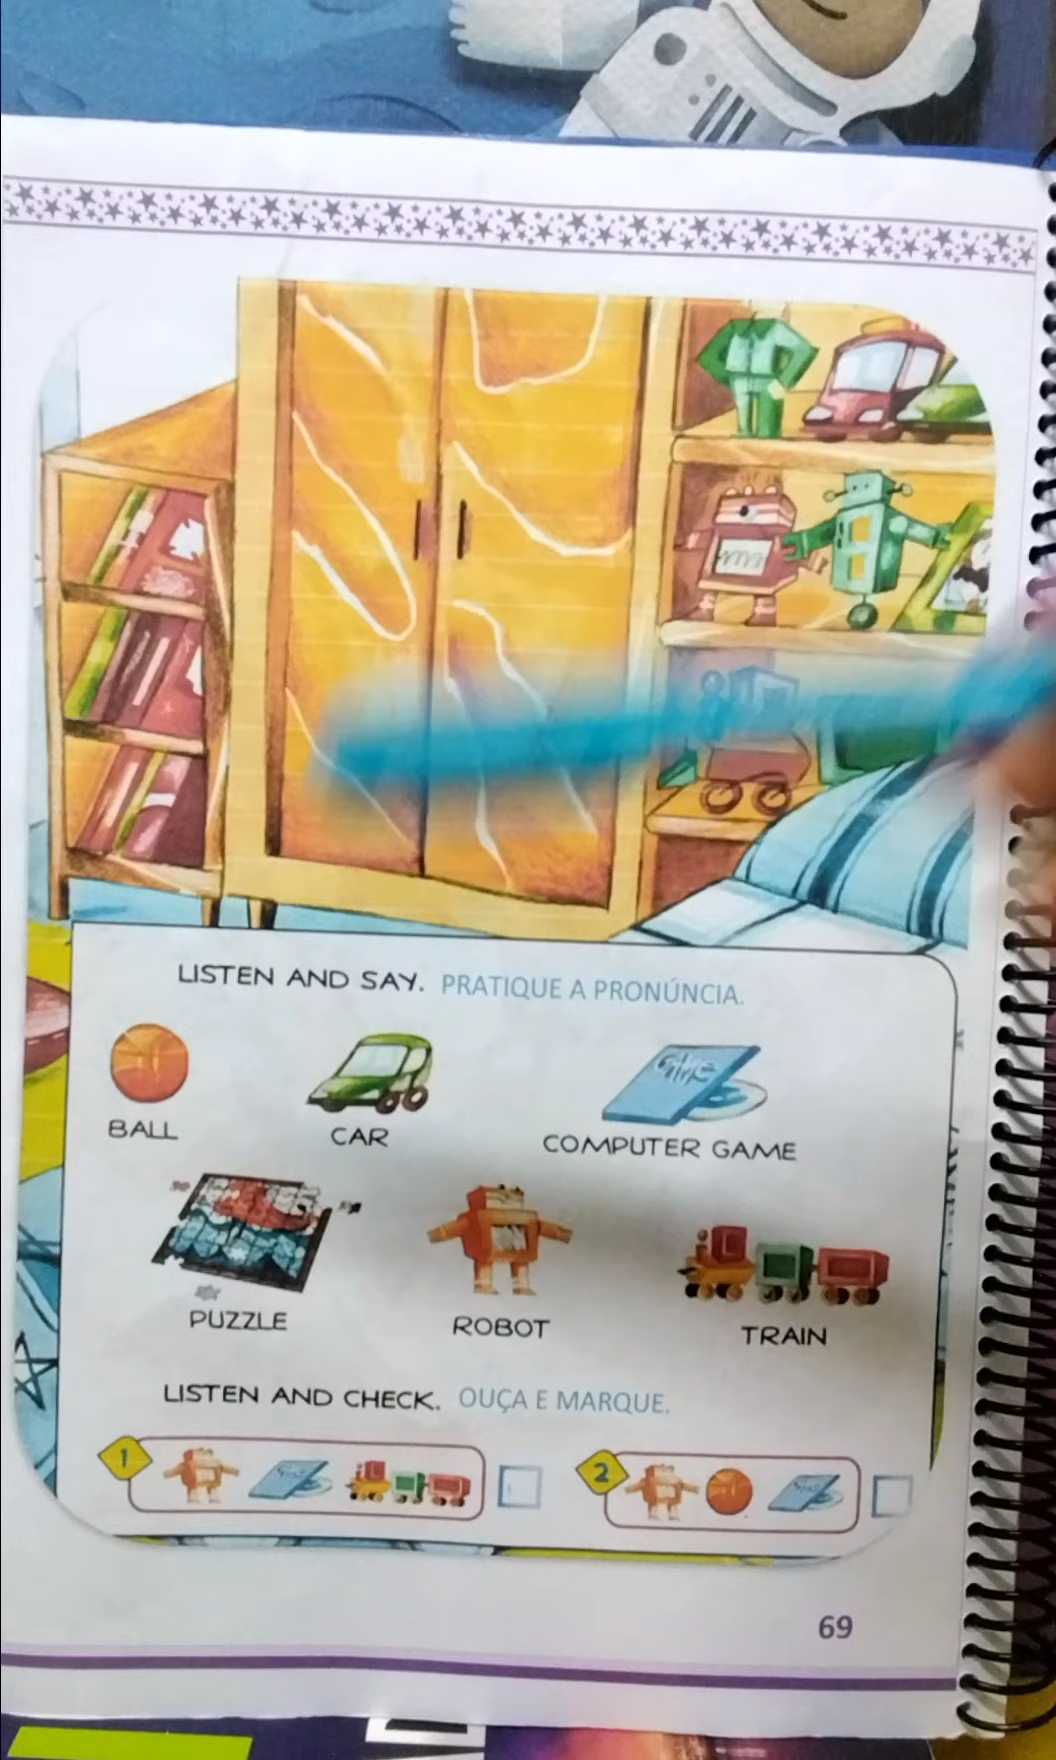 LISTEN AND SAY. PRATIQUE A PRONÚNCIA.
BALL
CAR
COMPUTER GAME
PUZZLE
ROBOT
TRAIN
LISTEN AND CHECK. OUÇA E MARQUE.
1
2
69